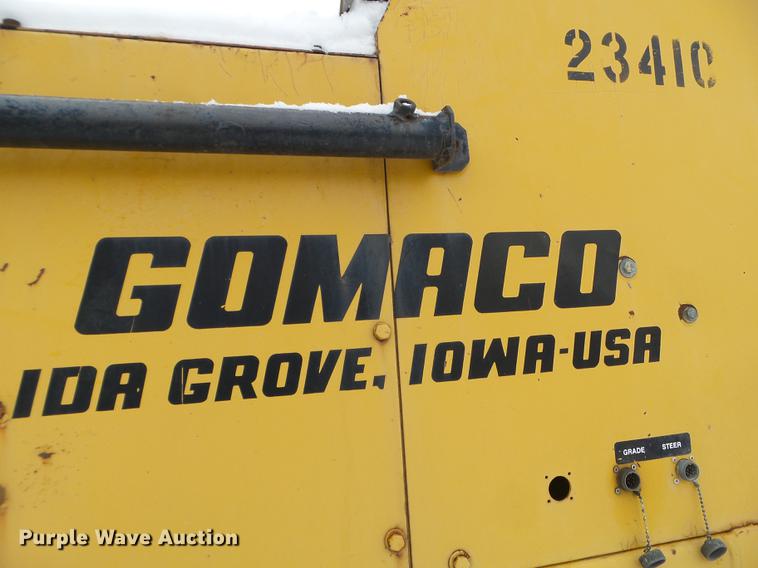 2341C
GOMACO
IDA GROVE, IOWA-USA
GRADE STEER
Purple Wave Auction